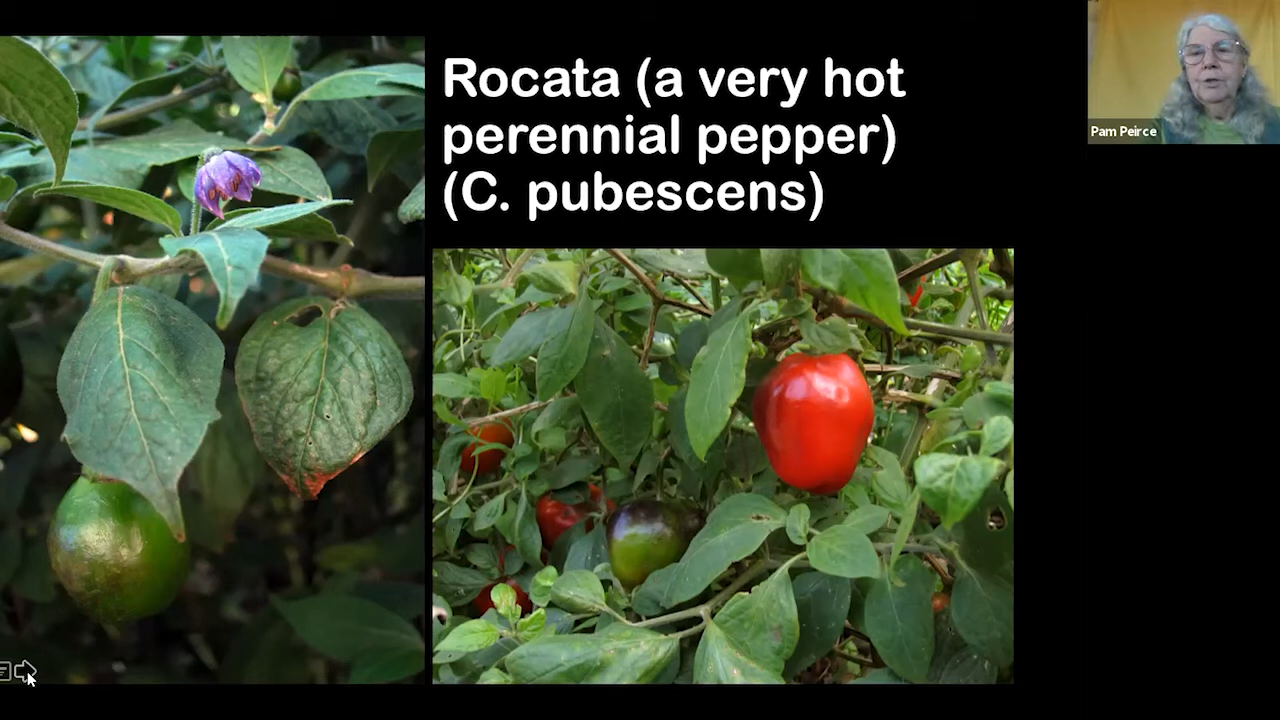 Rocata (a very hot
perennial pepper)
(C. pubescens)
Pam Peirce